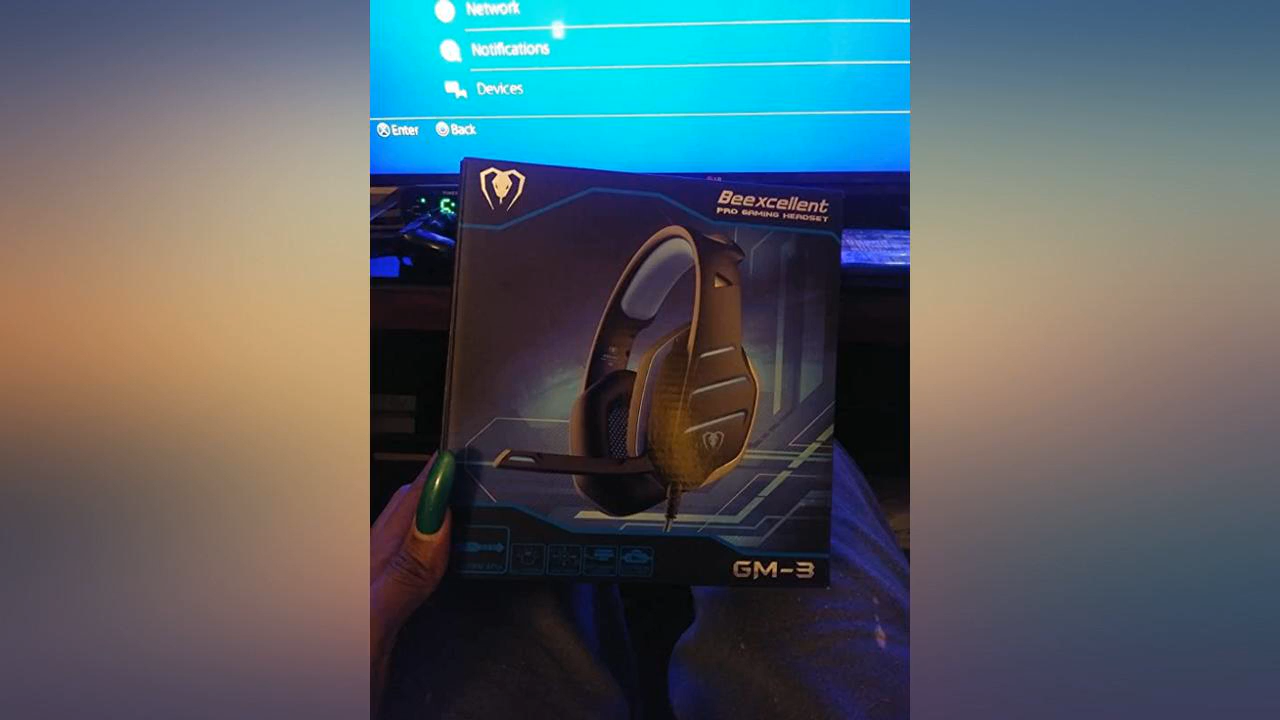 Network
Notifications
Devices
Enter
Back
Beexcellent
PRO GAMING HEADSET
GM-3